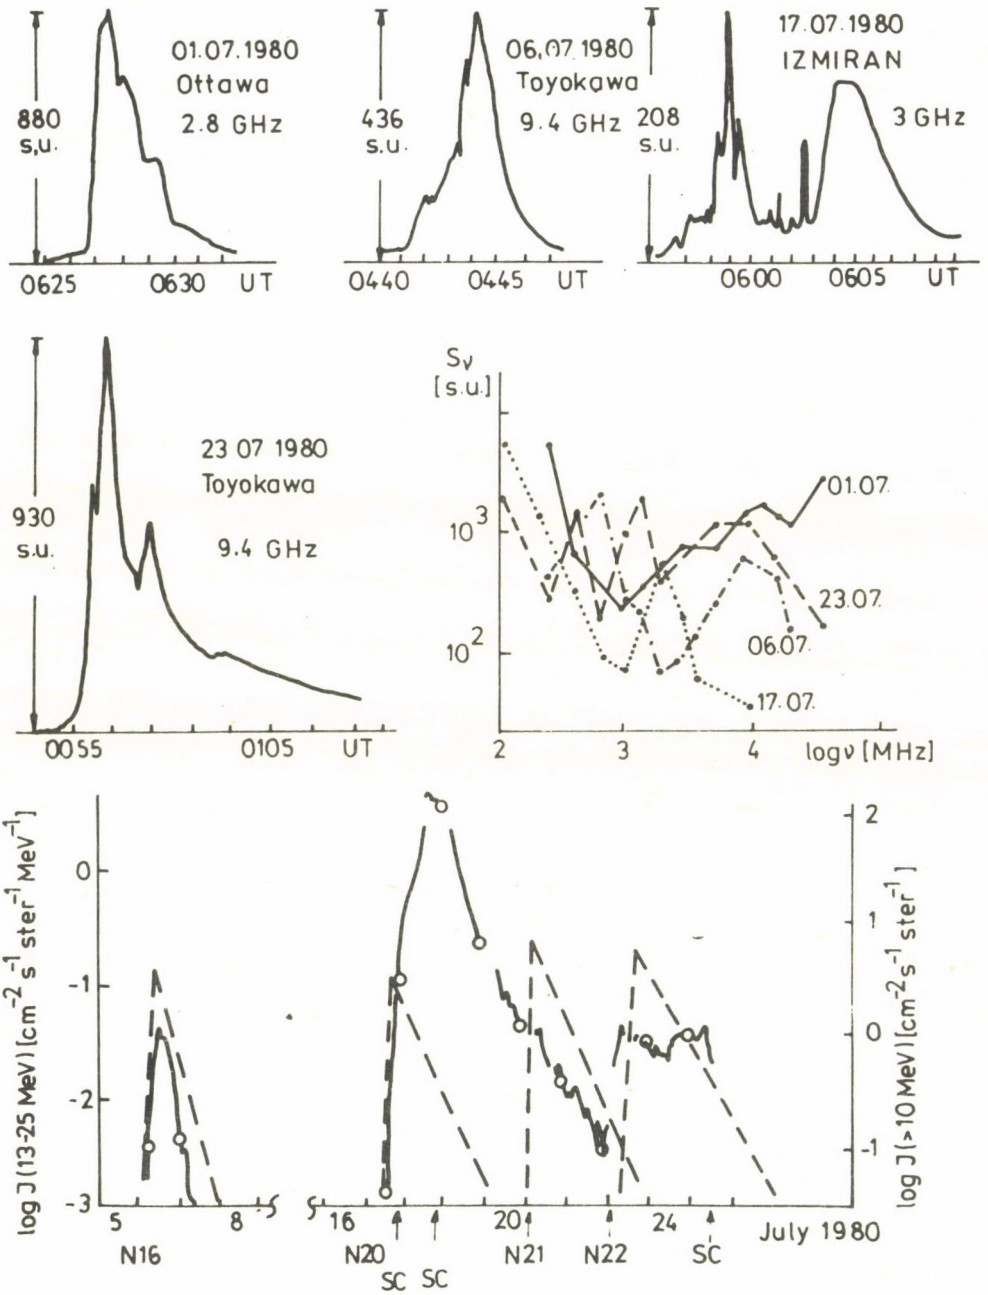 880
s.u.
01.07.1980
Ottawa
2.8 GHz
0625 0630 UT
436
s.u.
06.07.1980
Toyokawa
9.4 GHz
0440 0445 UT
208
s.u.
17.07.1980
IZMIRAN
3 GHz
0600 0605 UT
930
s.u.
23 07 1980
Toyokawa
9.4 GHz
0055 0105 UT
Sν
[s.u.]
10³
10²
01.07.
23.07.
06.07.
17.07.
2 3 4 logν [MHz]
log J (13-25 MeV) [cm⁻² s⁻¹ ster⁻¹ MeV⁻¹]
0
-1
-2
-3
2
1
0
-1
log J (>10 MeV) [cm⁻² s⁻¹ ster⁻¹]
5 8 16 20 24 July 1980
N16 N20 N21 N22 SC
SC SC